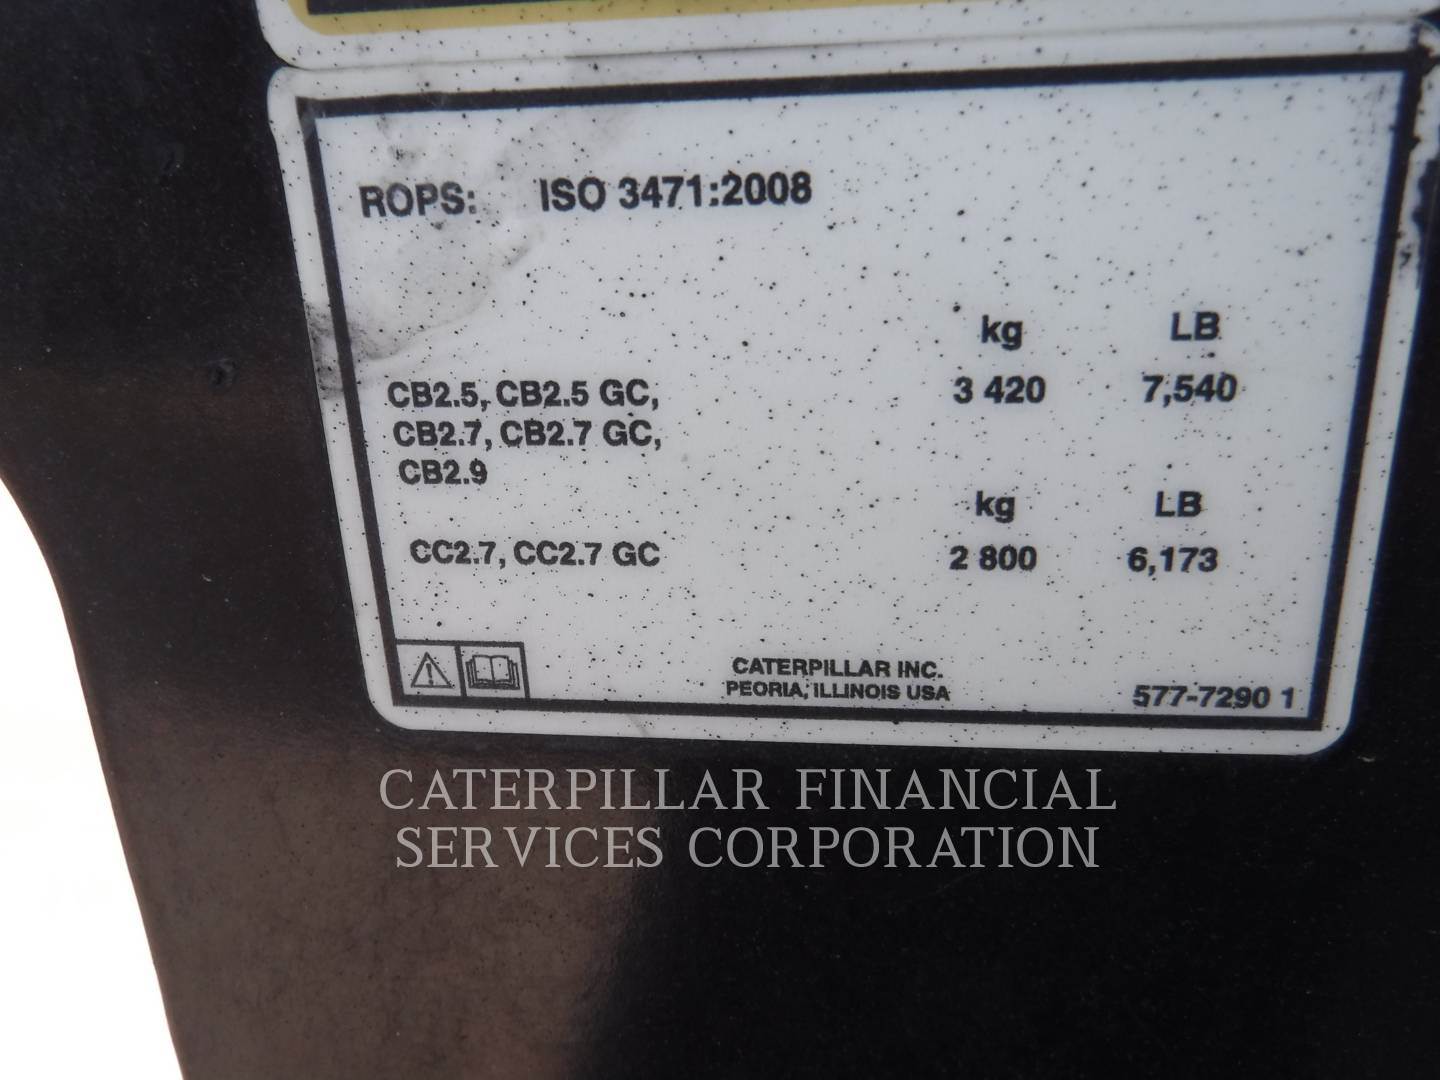 ROPS: ISO 3471:2008
kg LB
CB2.5, CB2.5 GC, 3 420 7,540
CB2.7, CB2.7 GC,
CB2.9
kg LB
CC2.7, CC2.7 GC 2 800 6,173
CATERPILLAR INC.
PEORIA, ILLINOIS USA 577-7290 1
CATERPILLAR FINANCIAL
SERVICES CORPORATION